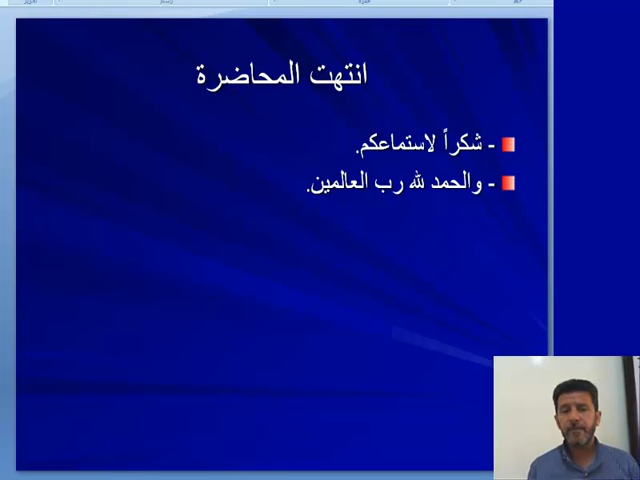 انتهت المحاضرة
- شكراً لاستماعكم.
- والحمد لله رب العالمين.